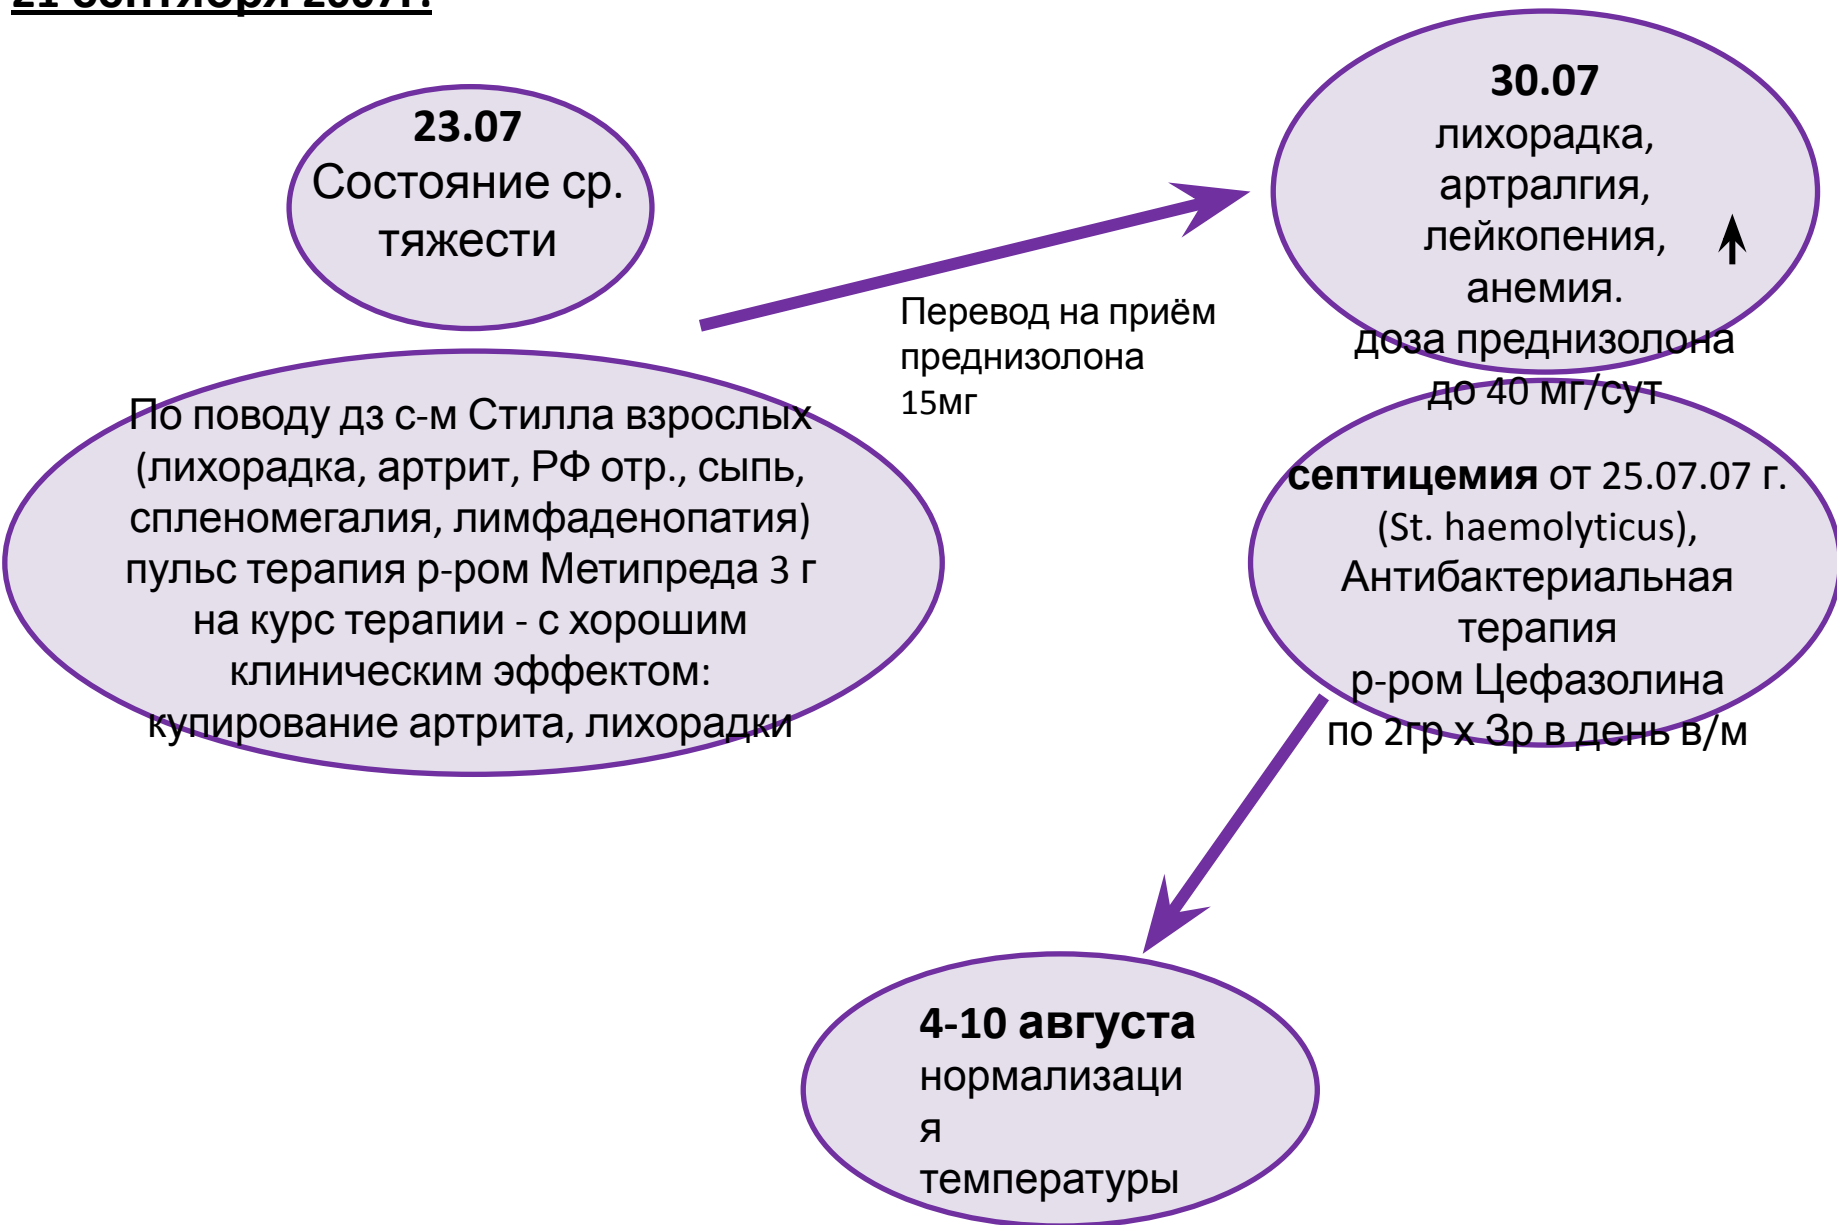 23.07
Состояние ср.
тяжести
По поводу дз с-м Стилла взрослых
(лихорадка, артрит, РФ отр., сыпь,
спленомегалия, лимфаденопатия)
пульс терапия р-ром Метипреда 3 г
на курс терапии - с хорошим
клиническим эффектом:
купирование артрита, лихорадки
Перевод на приём
преднизолона
15мг
30.07
лихорадка,
артралгия,
лейкопения,
анемия.
доза преднизолона
до 40 мг/сут
септицемия от 25.07.07 г.
(St. haemolyticus),
Антибактериальная
терапия
р-ром Цефазолина
по 2гр х 3р в день в/м
4-10 августа
нормализаци
я
температуры